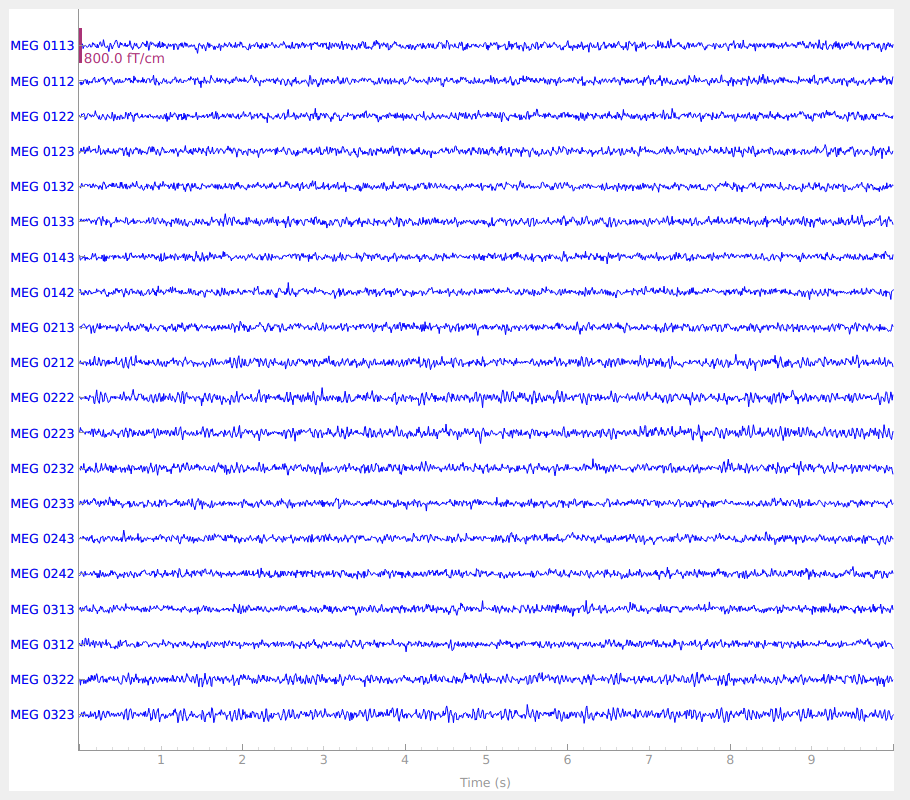 MEG 0113
800.0 fT/cm
MEG 0112
MEG 0122
MEG 0123
MEG 0132
MEG 0133
MEG 0143
MEG 0142
MEG 0213
MEG 0212
MEG 0222
MEG 0223
MEG 0232
MEG 0233
MEG 0243
MEG 0242
MEG 0313
MEG 0312
MEG 0322
MEG 0323
1 2 3 4 5 6 7 8 9
Time (s)